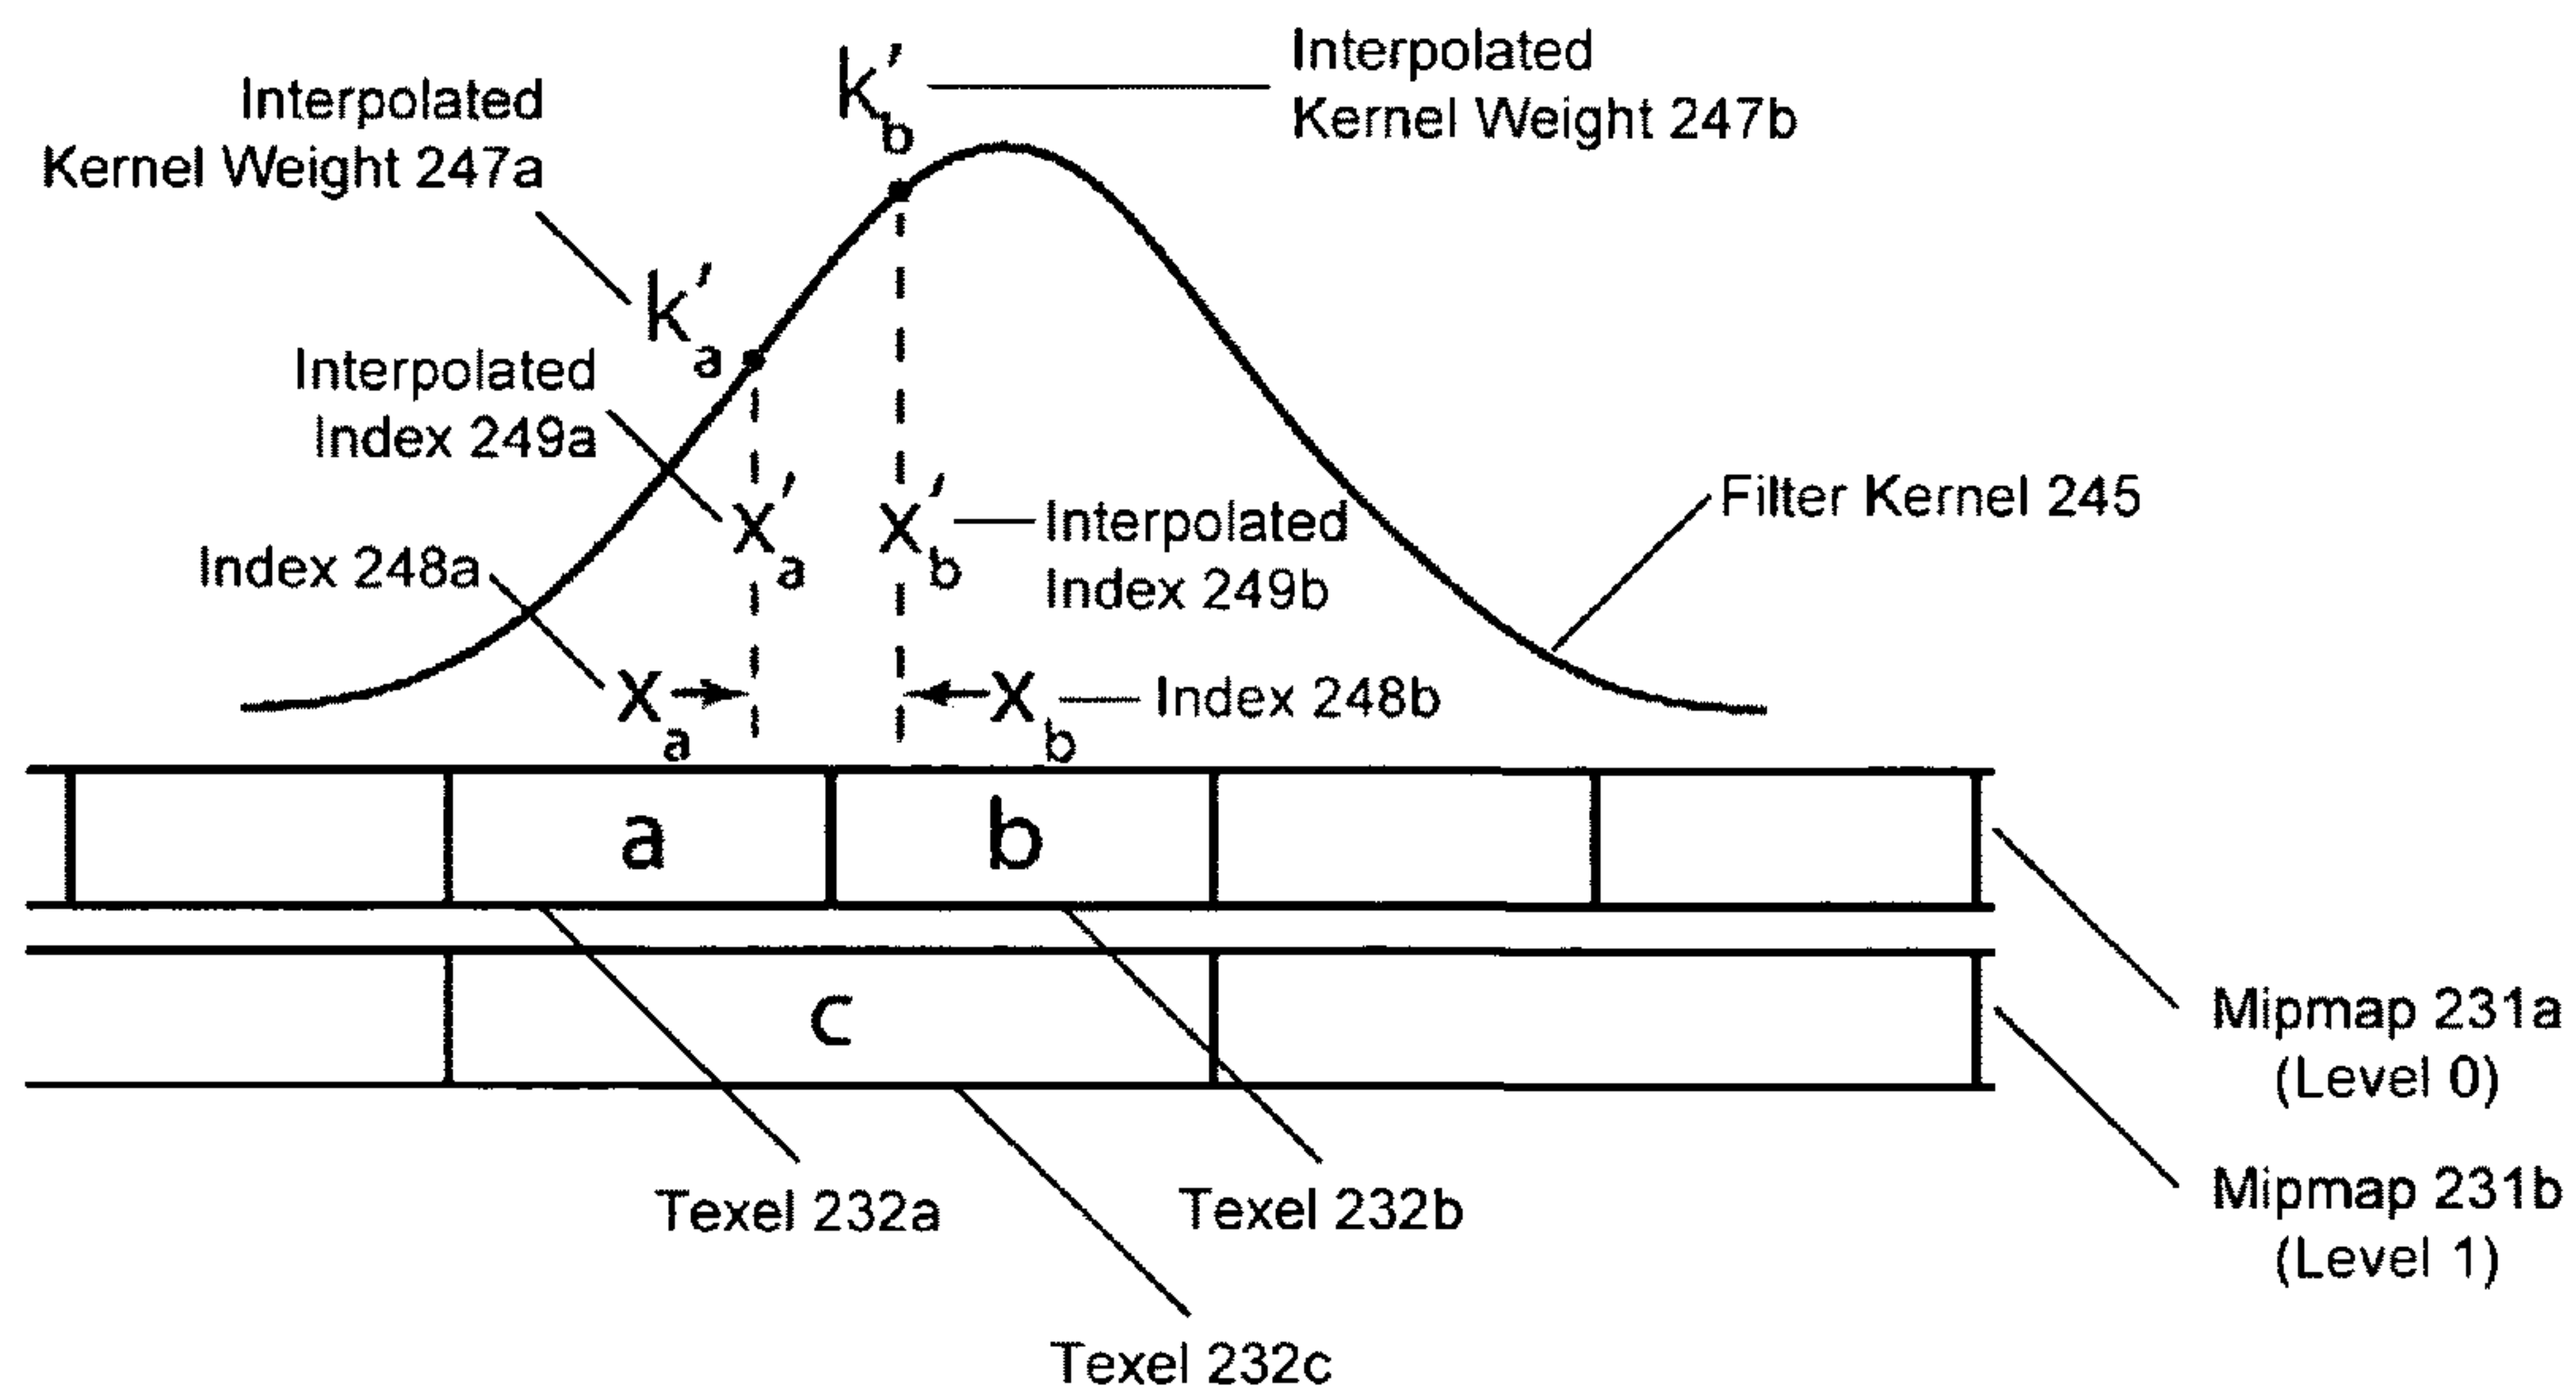 Interpolated
Kernel Weight 247a
k′b
Interpolated
Kernel Weight 247b
k′a
Interpolated
Index 249a
x′a
x′b
Interpolated
Index 249b
Filter Kernel 245
Index 248a
xa
xb
Index 248b
a
b
c
Mipmap 231a
(Level 0)
Mipmap 231b
(Level 1)
Texel 232a
Texel 232b
Texel 232c